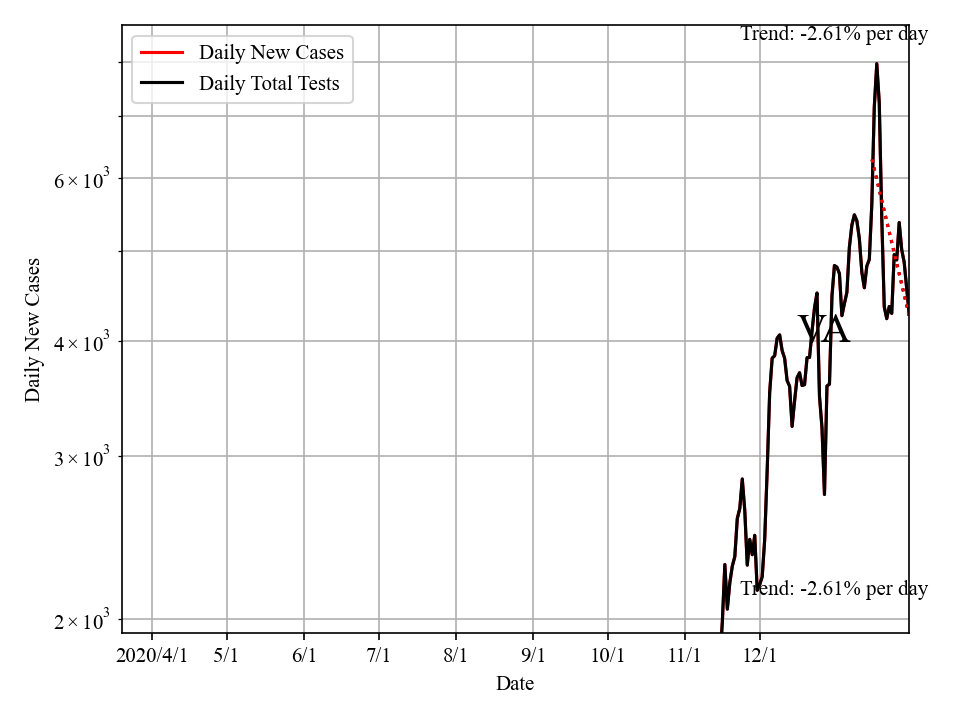 Trend: -2.61% per day
Daily New Cases
Daily Total Tests
6 × 10³
4 × 10³
3 × 10³
2 × 10³
Daily New Cases
VA
Trend: -2.61% per day
2020/4/1 5/1 6/1 7/1 8/1 9/1 10/1 11/1 12/1
Date